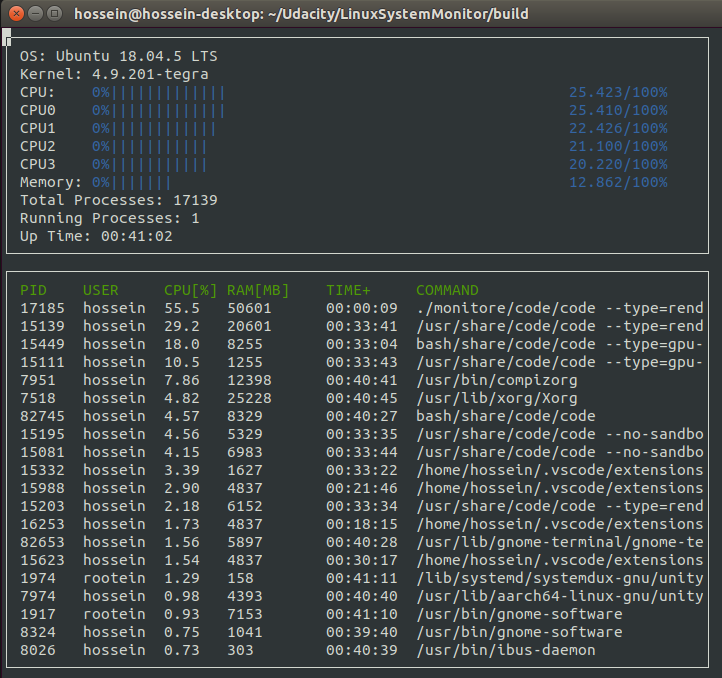 hossein@hossein-desktop: ~/Udacity/LinuxSystemMonitor/build
OS: Ubuntu 18.04.5 LTS
Kernel: 4.9.201-tegra
CPU: 0%||||||||||||| 25.423/100%
CPU0 0%||||||||||||| 25.410/100%
CPU1 0%|||||||||||| 22.426/100%
CPU2 0%||||||||||| 21.100/100%
CPU3 0%||||||||||| 20.220/100%
Memory: 0%||||||| 12.862/100%
Total Processes: 17139
Running Processes: 1
Up Time: 00:41:02
PID USER CPU[%] RAM[MB] TIME+ COMMAND
17185 hossein 55.5 50601 00:00:09 ./monitore/code/code --type=rend
15139 hossein 29.2 20601 00:33:41 /usr/share/code/code --type=rend
15449 hossein 18.0 8255 00:33:04 bash/share/code/code --type=gpu-
15111 hossein 10.5 1255 00:33:43 /usr/share/code/code --type=gpu-
7951 hossein 7.86 12398 00:40:41 /usr/bin/compizorg
7518 hossein 4.82 25228 00:40:45 /usr/lib/xorg/Xorg
82745 hossein 4.57 8329 00:40:27 bash/share/code/code
15195 hossein 4.56 5329 00:33:35 /usr/share/code/code --no-sandbo
15081 hossein 4.15 6983 00:33:44 /usr/share/code/code --no-sandbo
15332 hossein 3.39 1627 00:33:22 /home/hossein/.vscode/extensions
15988 hossein 2.90 4837 00:21:46 /home/hossein/.vscode/extensions
15203 hossein 2.18 6152 00:33:34 /usr/share/code/code --type=rend
16253 hossein 1.73 4837 00:18:15 /home/hossein/.vscode/extensions
82653 hossein 1.56 5897 00:40:28 /usr/lib/gnome-terminal/gnome-te
15623 hossein 1.54 4837 00:30:17 /home/hossein/.vscode/extensions
1974 rootein 1.29 158 00:41:11 /lib/systemd/systemdux-gnu/unity
7974 hossein 0.98 4393 00:40:40 /usr/lib/aarch64-linux-gnu/unity
1917 rootein 0.93 7153 00:41:10 /usr/bin/gnome-software
8324 hossein 0.75 1041 00:39:40 /usr/bin/gnome-software
8026 hossein 0.73 303 00:40:39 /usr/bin/ibus-daemon